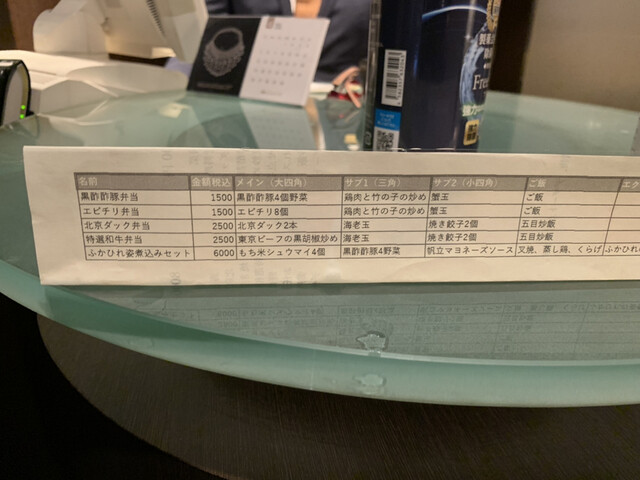 名前 金額税込 メイン（大四角） サブ1（三角） サブ2（小四角） ご飯 エク
黒酢酢豚弁当 1500 黒酢酢豚4個野菜 鶏肉と竹の子の炒め 蟹玉 ご飯
エビチリ弁当 1500 エビチリ8個 鶏肉と竹の子の炒め 蟹玉 ご飯
北京ダック弁当 2500 北京ダック2本 海老玉 焼き餃子2個 五目炒飯
特選和牛弁当 2500 東京ビーフの黒胡椒炒め 海老玉 焼き餃子2個 五目炒飯
ふかひれ姿煮込みセット 6000 もち米シュウマイ4個 黒酢酢豚4野菜 帆立マヨネーズソース 叉焼、蒸し鶏、くらげ ふかひれ